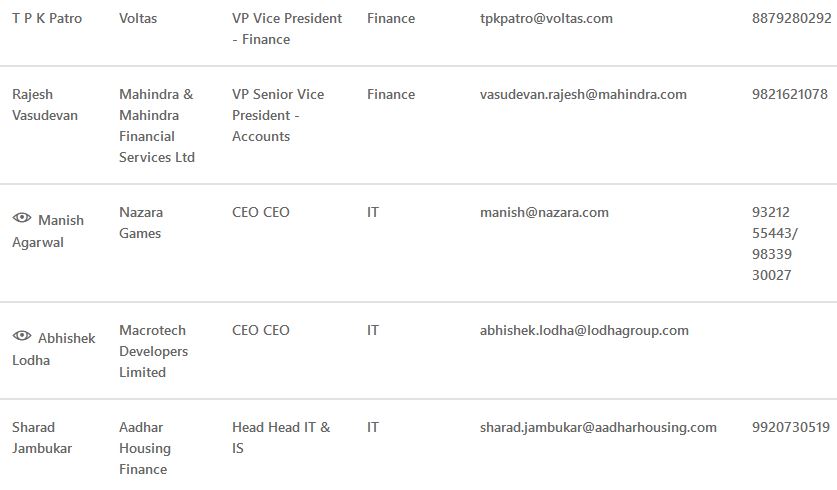 T P K Patro Voltas VP Vice President - Finance Finance tpkpatro@voltas.com 8879280292
Rajesh Vasudevan Mahindra & Mahindra Financial Services Ltd VP Senior Vice President - Accounts Finance vasudevan.rajesh@mahindra.com 9821621078
Manish Agarwal Nazara Games CEO CEO IT manish@nazara.com 93212 55443/ 98339 30027
Abhishek Lodha Macrotech Developers Limited CEO CEO IT abhishek.lodha@lodhagroup.com
Sharad Jambukar Aadhar Housing Finance Head Head IT & IS IT sharad.jambukar@aadharhousing.com 9920730519